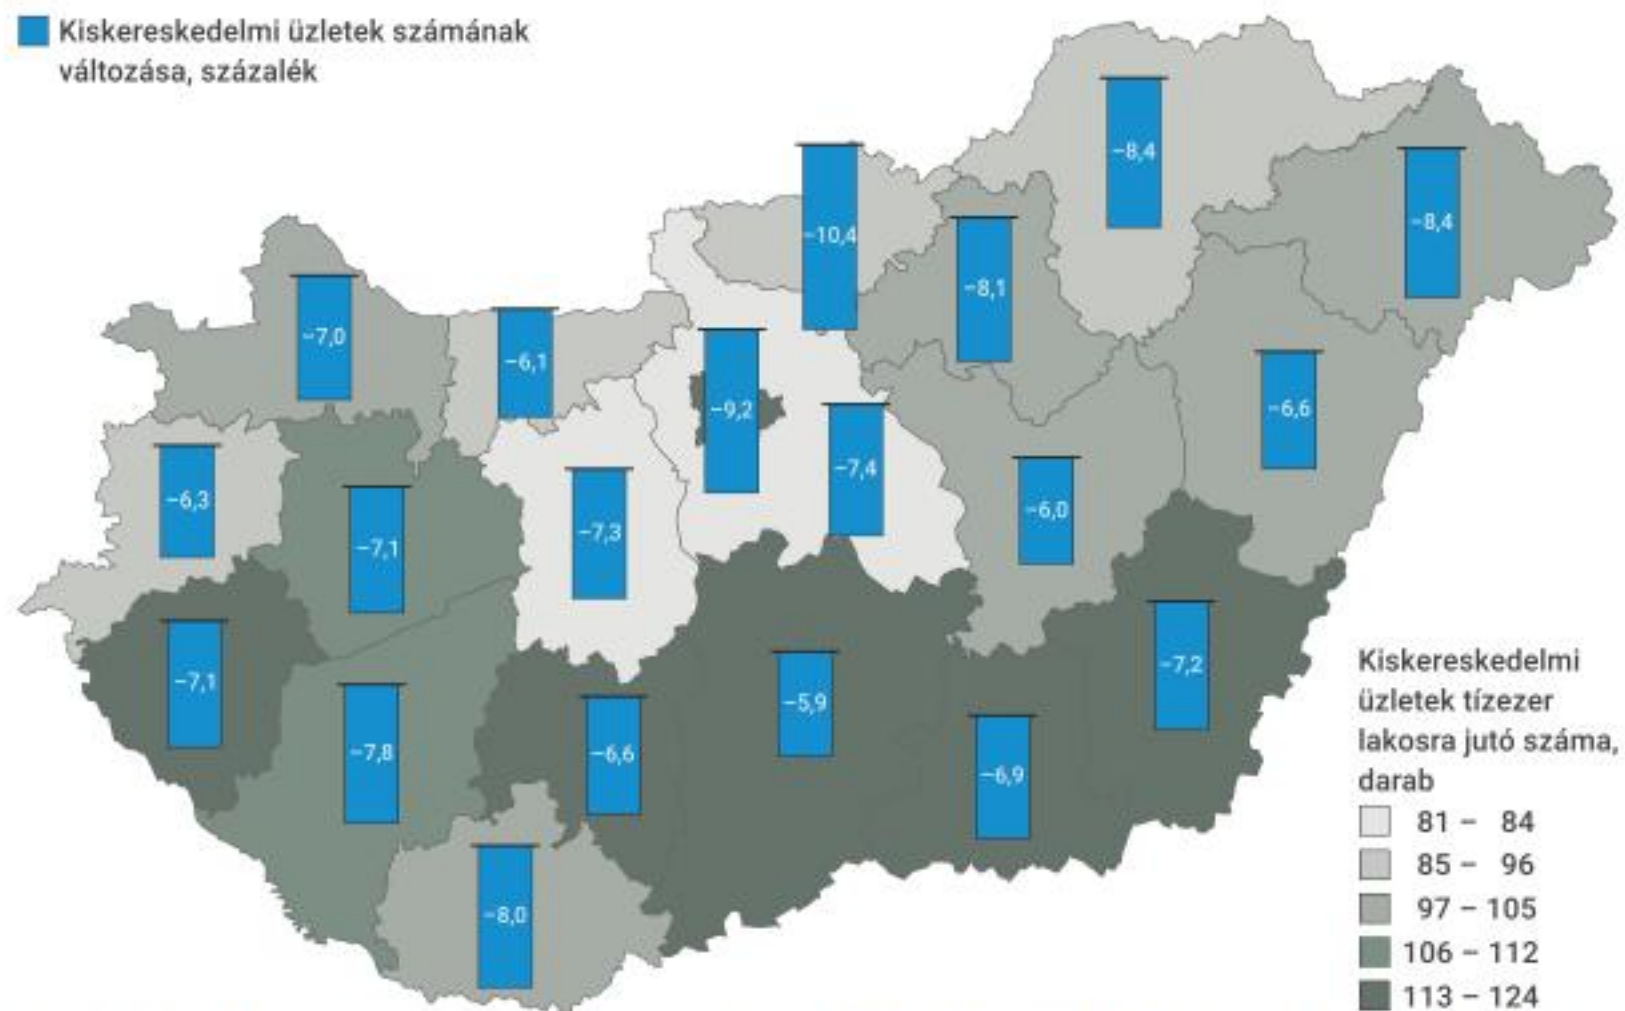 Kiskereskedelmi üzletek számának
változása, százalék
−8,4
−8,4
−10,4
−8,1
−7,0
−6,1
−9,2
−6,6
−7,4
−6,3
−7,3
−6,0
−7,1
−7,2
−7,1
−5,9
−7,8
−6,6
−6,9
−8,0
Kiskereskedelmi
üzletek tízezer
lakosra jutó száma,
darab
81 – 84
85 – 96
97 – 105
106 – 112
113 – 124